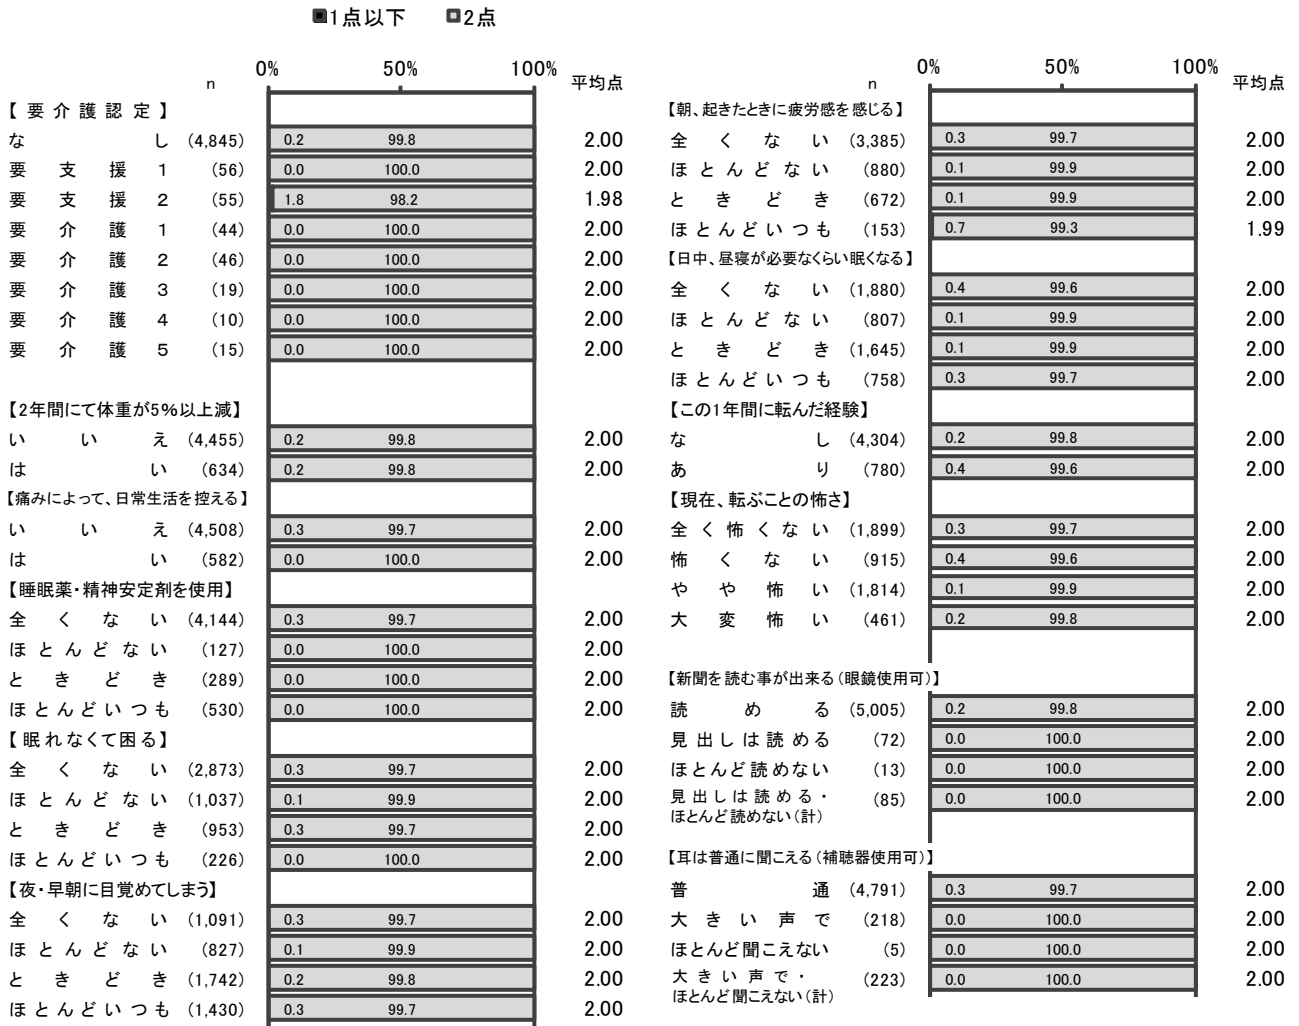 ■1点以下 □2点
0% 50% 100%
n 平均点
【要介護認定】
なし (4,845) 0.2 99.8 2.00
要支援1 (56) 0.0 100.0 2.00
要支援2 (55) 1.8 98.2 1.98
要介護1 (44) 0.0 100.0 2.00
要介護2 (46) 0.0 100.0 2.00
要介護3 (19) 0.0 100.0 2.00
要介護4 (10) 0.0 100.0 2.00
要介護5 (15) 0.0 100.0 2.00
【2年間にて体重が5%以上減】
いいえ (4,455) 0.2 99.8 2.00
はい (634) 0.2 99.8 2.00
【痛みによって、日常生活を控える】
いいえ (4,508) 0.3 99.7 2.00
はい (582) 0.0 100.0 2.00
【睡眠薬・精神安定剤を使用】
全くない (4,144) 0.3 99.7 2.00
ほとんどない (127) 0.0 100.0 2.00
ときどき (289) 0.0 100.0 2.00
ほとんどいつも (530) 0.0 100.0 2.00
【眠れなくて困る】
全くない (2,873) 0.3 99.7 2.00
ほとんどない (1,037) 0.1 99.9 2.00
ときどき (953) 0.3 99.7 2.00
ほとんどいつも (226) 0.0 100.0 2.00
【夜・早朝に目覚めてしまう】
全くない (1,091) 0.3 99.7 2.00
ほとんどない (827) 0.1 99.9 2.00
ときどき (1,742) 0.2 99.8 2.00
ほとんどいつも (1,430) 0.3 99.7 2.00
0% 50% 100%
n 平均点
【朝、起きたときに疲労感を感じる】
全くない (3,385) 0.3 99.7 2.00
ほとんどない (880) 0.1 99.9 2.00
ときどき (672) 0.1 99.9 2.00
ほとんどいつも (153) 0.7 99.3 1.99
【日中、昼寝が必要なくらい眠くなる】
全くない (1,880) 0.4 99.6 2.00
ほとんどない (807) 0.1 99.9 2.00
ときどき (1,645) 0.1 99.9 2.00
ほとんどいつも (758) 0.3 99.7 2.00
【この1年間に転んだ経験】
なし (4,304) 0.2 99.8 2.00
あり (780) 0.4 99.6 2.00
【現在、転ぶことの怖さ】
全く怖くない (1,899) 0.3 99.7 2.00
怖くない (915) 0.4 99.6 2.00
やや怖い (1,814) 0.1 99.9 2.00
大変怖い (461) 0.2 99.8 2.00
【新聞を読む事が出来る(眼鏡使用可)】
読める (5,005) 0.2 99.8 2.00
見出しは読める (72) 0.0 100.0 2.00
ほとんど読めない (13) 0.0 100.0 2.00
見出しは読める・ (85) 0.0 100.0 2.00
ほとんど読めない(計)
【耳は普通に聞こえる(補聴器使用可)】
普通 (4,791) 0.3 99.7 2.00
大きい声で (218) 0.0 100.0 2.00
ほとんど聞こえない (5) 0.0 100.0 2.00
大きい声で・ (223) 0.0 100.0 2.00
ほとんど聞こえない(計)